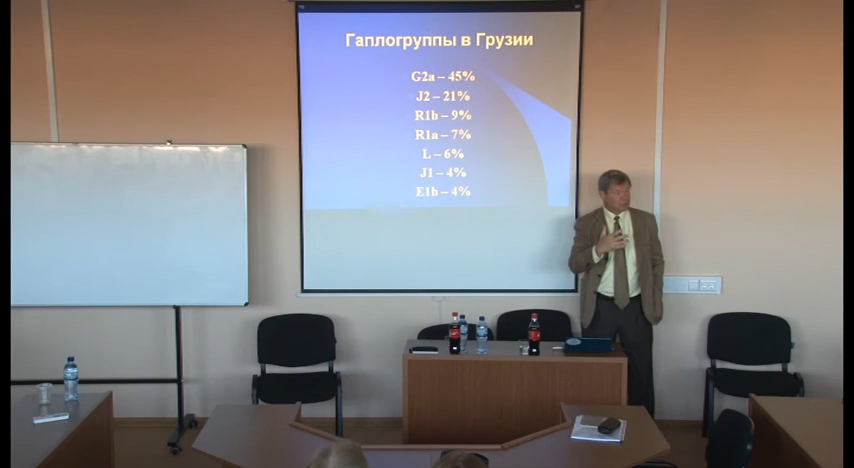 Гаплогруппы в Грузии
G2a – 45%
J2 – 21%
R1b – 9%
R1a – 7%
L – 6%
J1 – 4%
E1b – 4%